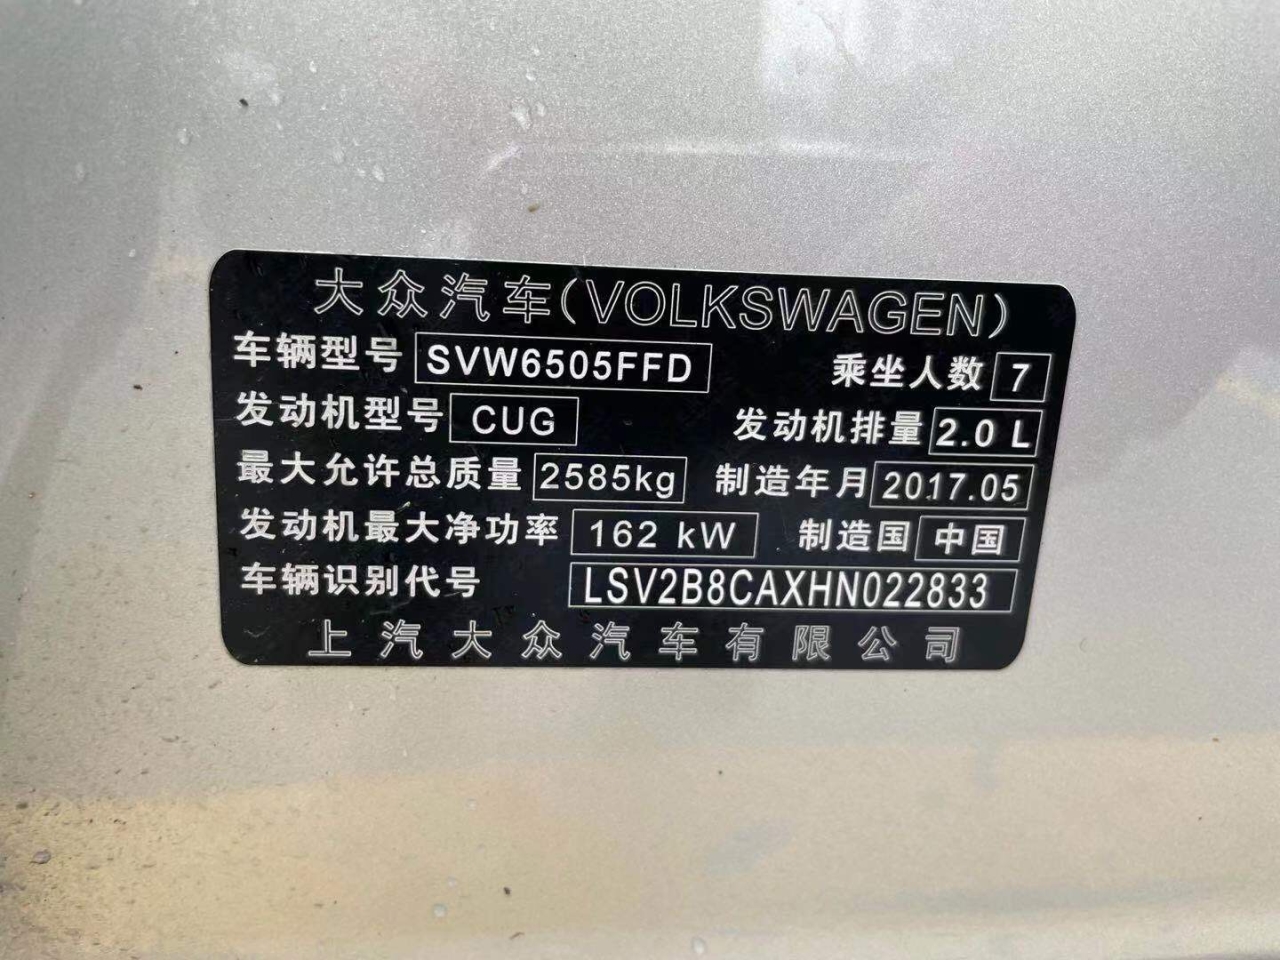 大众汽车(VOLKSWAGEN)
车辆型号 SVW6505FFD 乘坐人数 7
发动机型号 CUG 发动机排量 2.0 L
最大允许总质量 2585kg 制造年月 2017.05
发动机最大净功率 162 kW 制造国 中国
车辆识别代号 LSV2B8CAXHN022833
上汽大众汽车有限公司